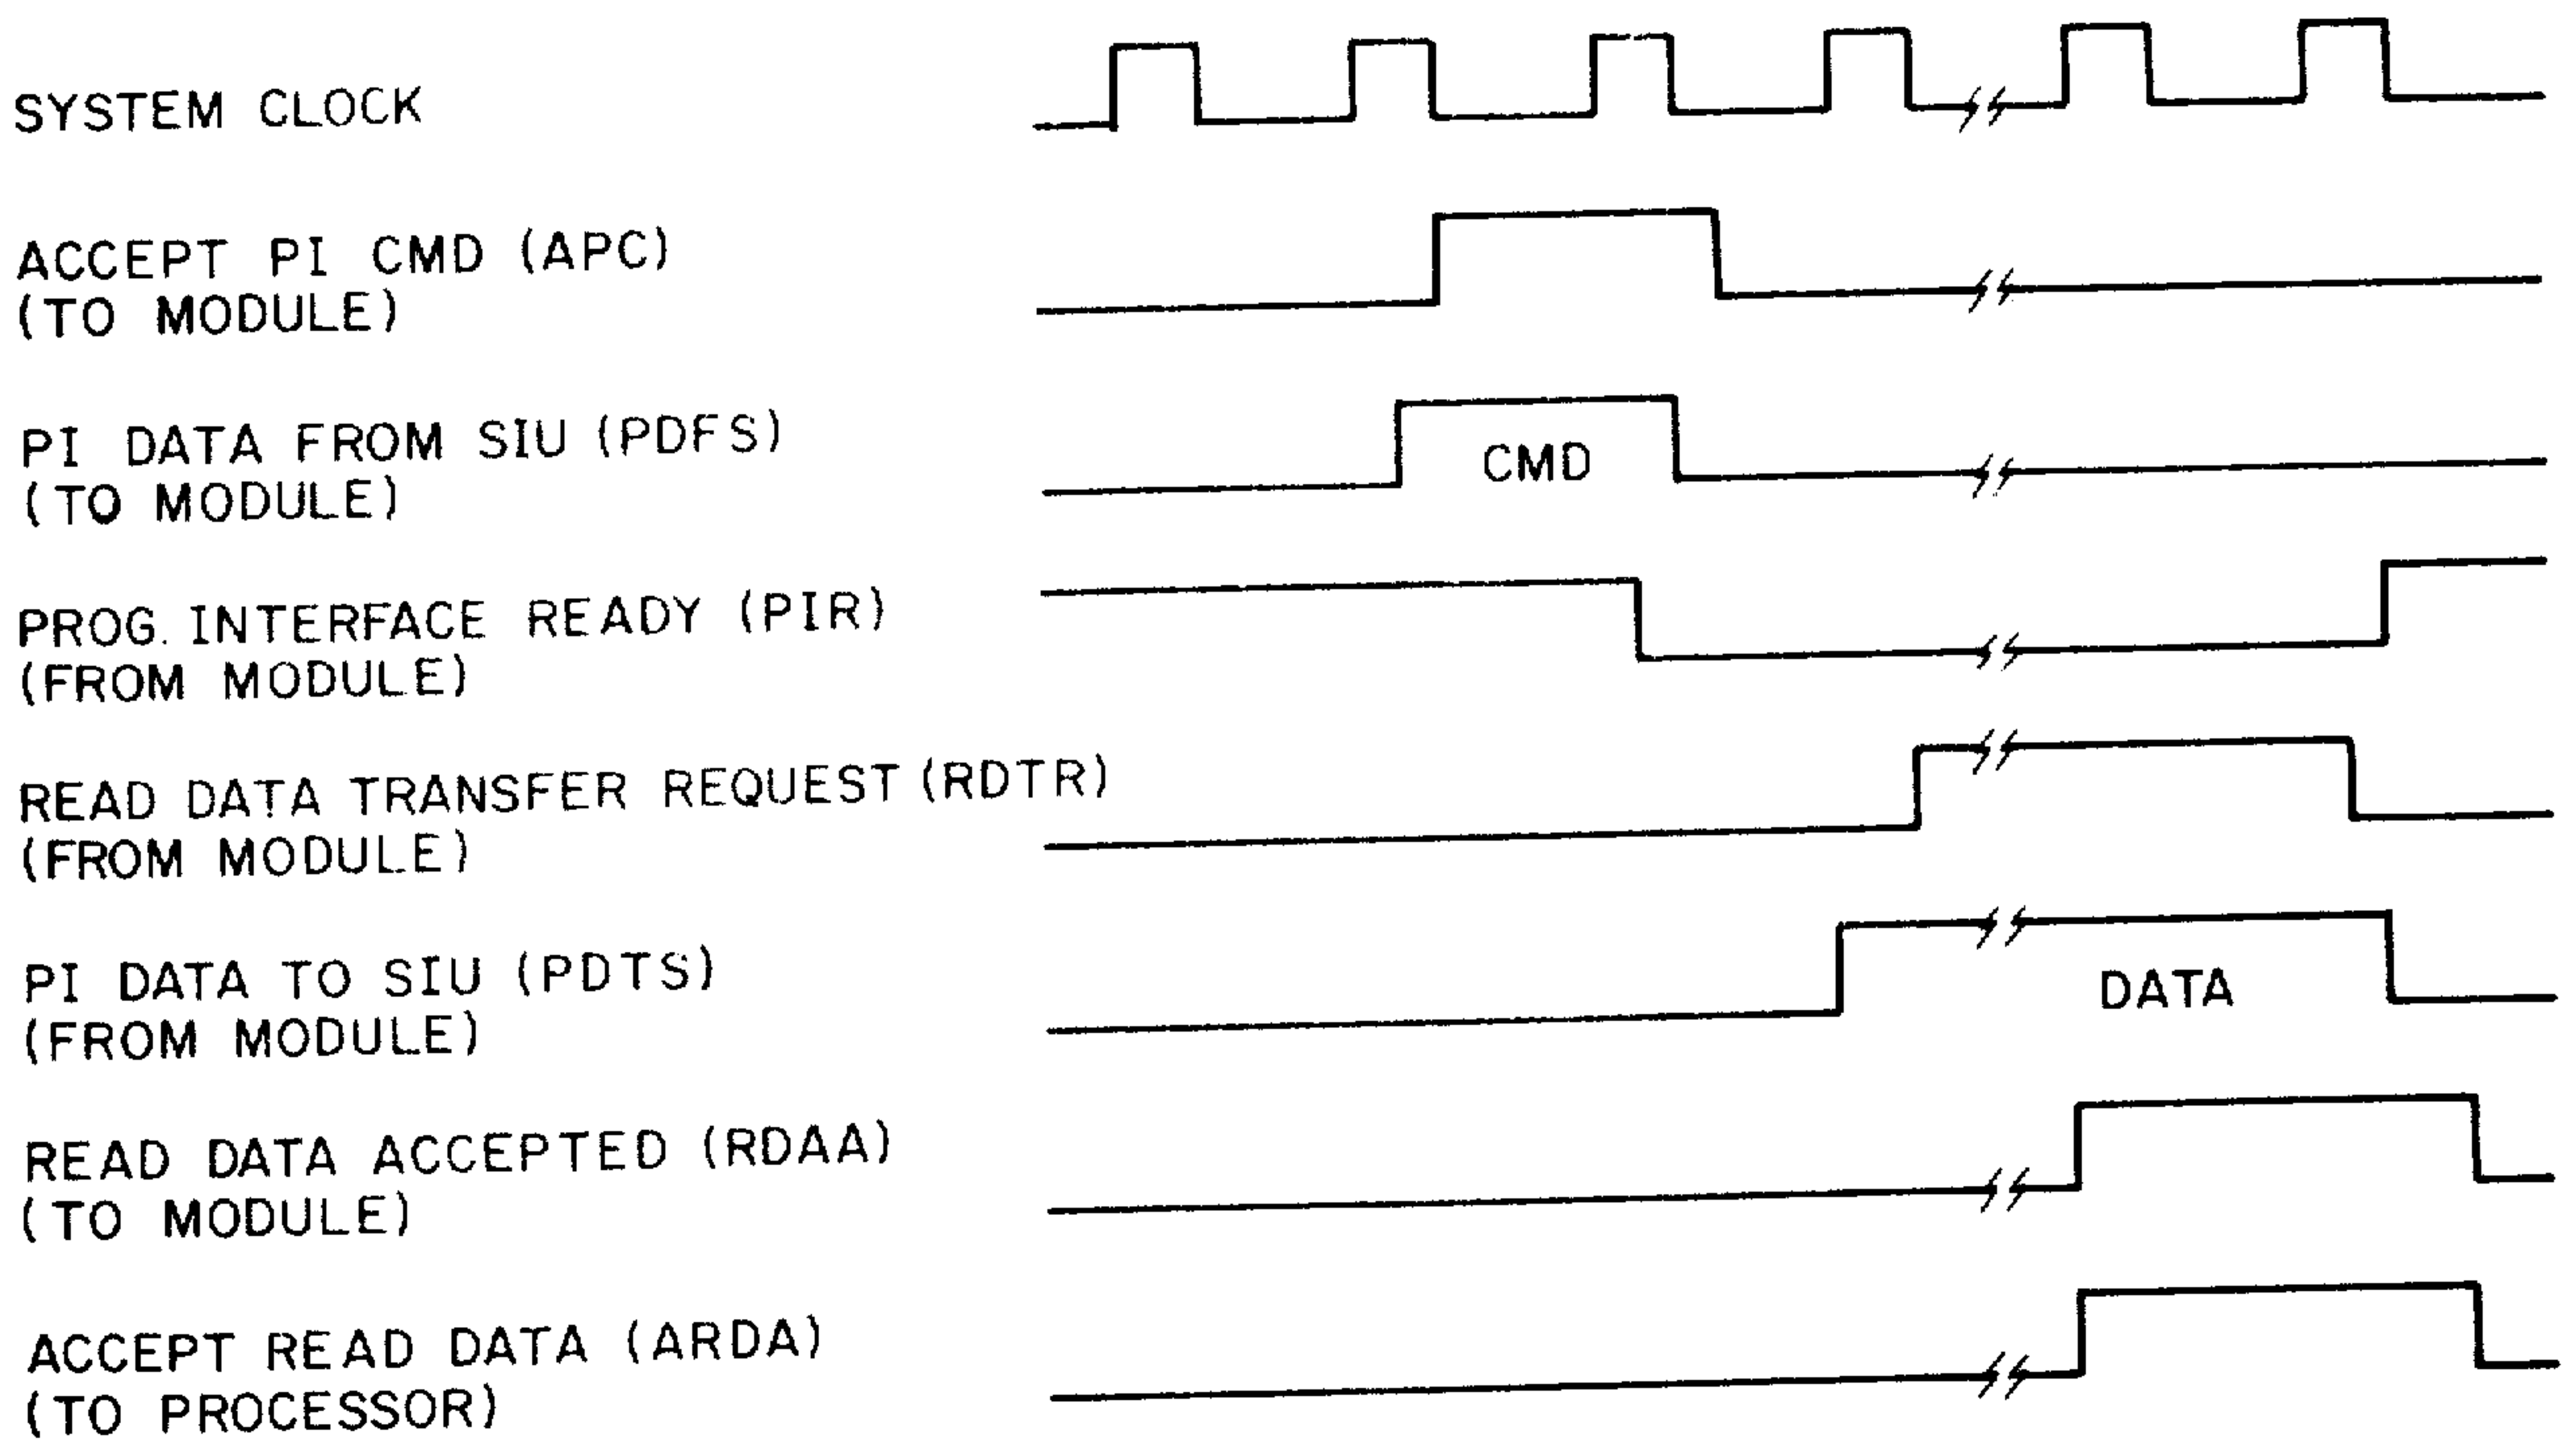 SYSTEM CLOCK
ACCEPT PI CMD (APC)
(TO MODULE)
PI DATA FROM SIU (PDFS)
(TO MODULE)
CMD
PROG. INTERFACE READY (PIR)
(FROM MODULE)
READ DATA TRANSFER REQUEST (RDTR)
(FROM MODULE)
PI DATA TO SIU (PDTS)
(FROM MODULE)
DATA
READ DATA ACCEPTED (RDAA)
(TO MODULE)
ACCEPT READ DATA (ARDA)
(TO PROCESSOR)